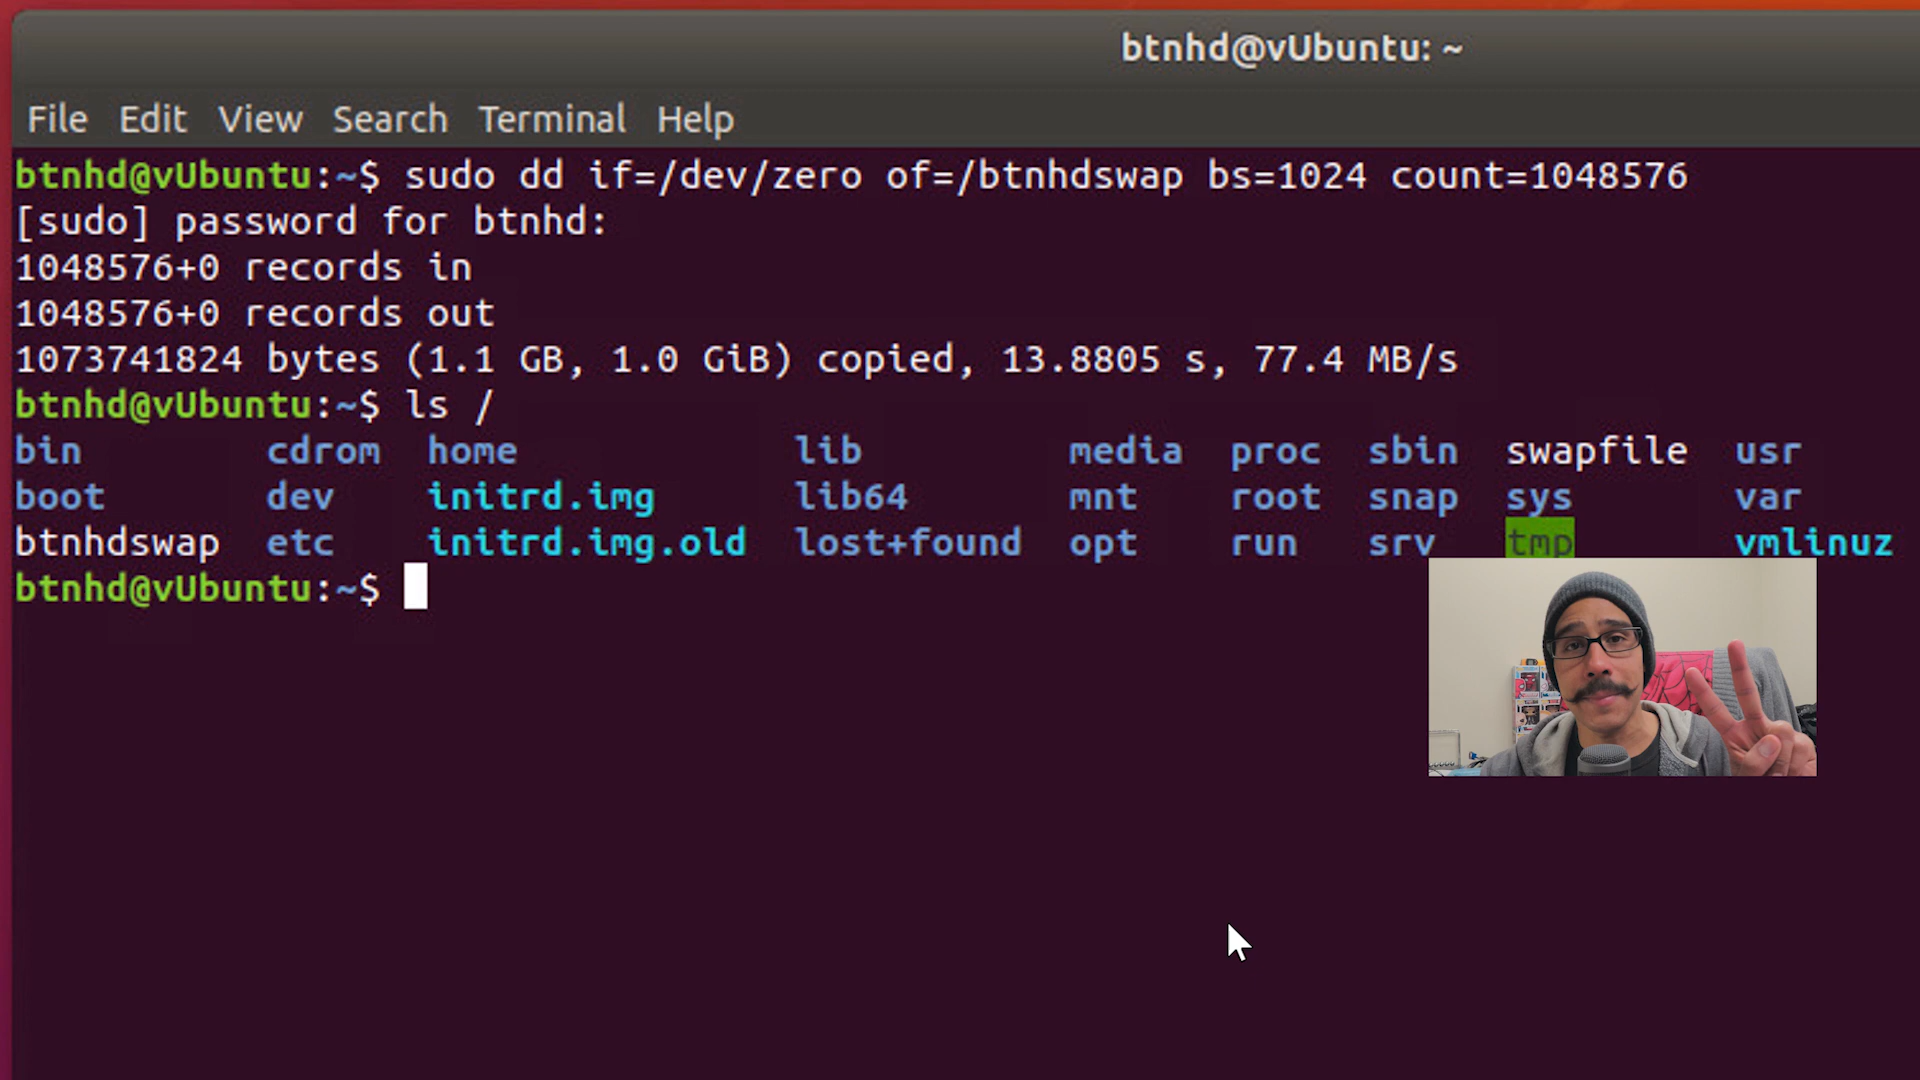 btnhd@vUbuntu: ~
File Edit View Search Terminal Help
btnhd@vUbuntu:~$ sudo dd if=/dev/zero of=/btnhdswap bs=1024 count=1048576
[sudo] password for btnhd:
1048576+0 records in
1048576+0 records out
1073741824 bytes (1.1 GB, 1.0 GiB) copied, 13.8805 s, 77.4 MB/s
btnhd@vUbuntu:~$ ls /
bin cdrom home lib media proc sbin swapfile usr
boot dev initrd.img lib64 mnt root snap sys var
btnhdswap etc initrd.img.old lost+found opt run srv tmp vmlinuz
btnhd@vUbuntu:~$